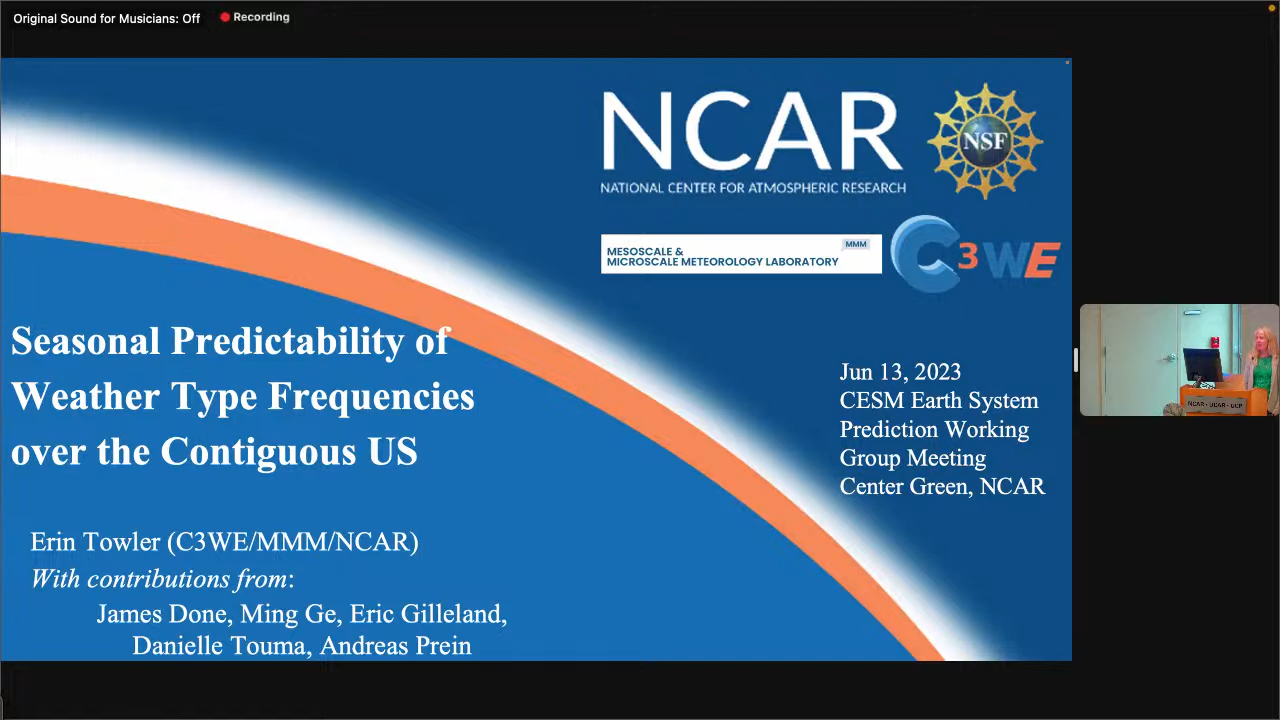 Original Sound for Musicians: Off
Recording
NCAR
NATIONAL CENTER FOR ATMOSPHERIC RESEARCH
NSF
MESOSCALE &
MICROSCALE METEOROLOGY LABORATORY
MMM
C3WE
Seasonal Predictability of
Weather Type Frequencies
over the Contiguous US
Jun 13, 2023
CESM Earth System
Prediction Working
Group Meeting
Center Green, NCAR
Erin Towler (C3WE/MMM/NCAR)
With contributions from:
James Done, Ming Ge, Eric Gilleland,
Danielle Touma, Andreas Prein
NCAR - UCAR - UCP